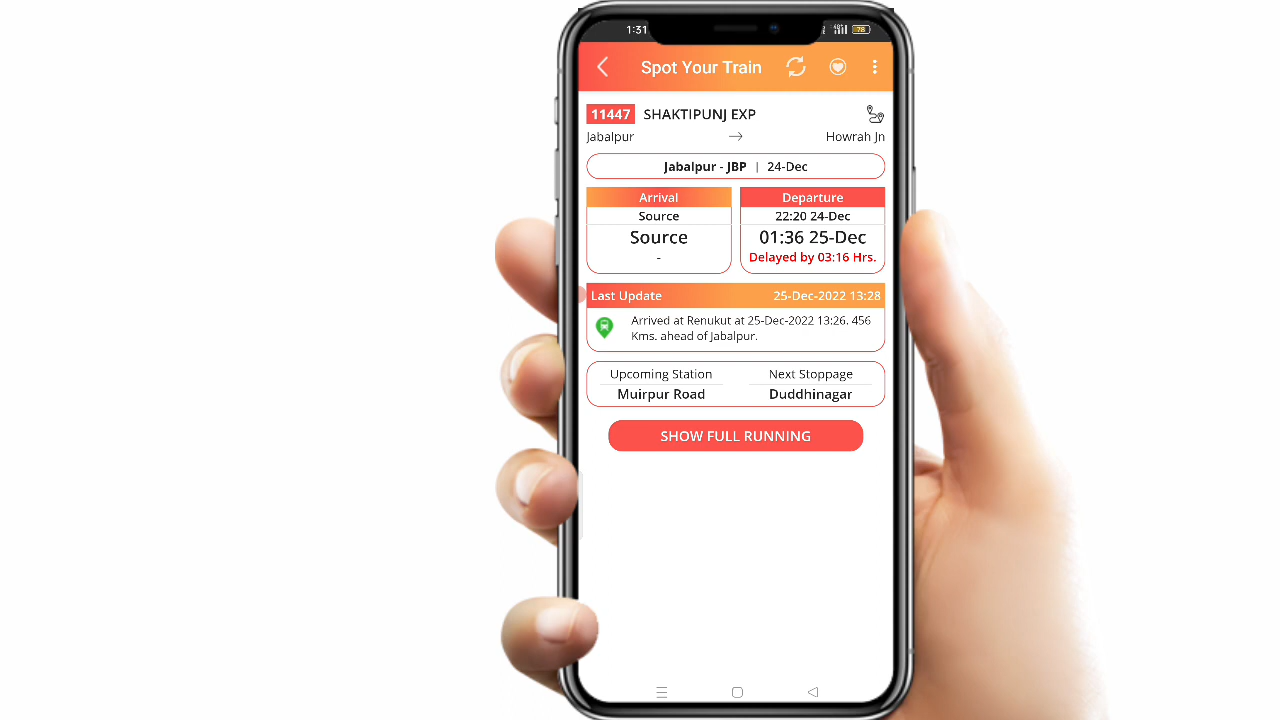 1:31
78
Spot Your Train
11447 SHAKTIPUNJ EXP
Jabalpur → Howrah Jn
Jabalpur - JBP | 24-Dec
Arrival
Source
Source
-
Departure
22:20 24-Dec
01:36 25-Dec
Delayed by 03:16 Hrs.
Last Update 25-Dec-2022 13:28
Arrived at Renukut at 25-Dec-2022 13:26. 456
Kms. ahead of Jabalpur.
Upcoming Station
Muirpur Road
Next Stoppage
Duddhinagar
SHOW FULL RUNNING